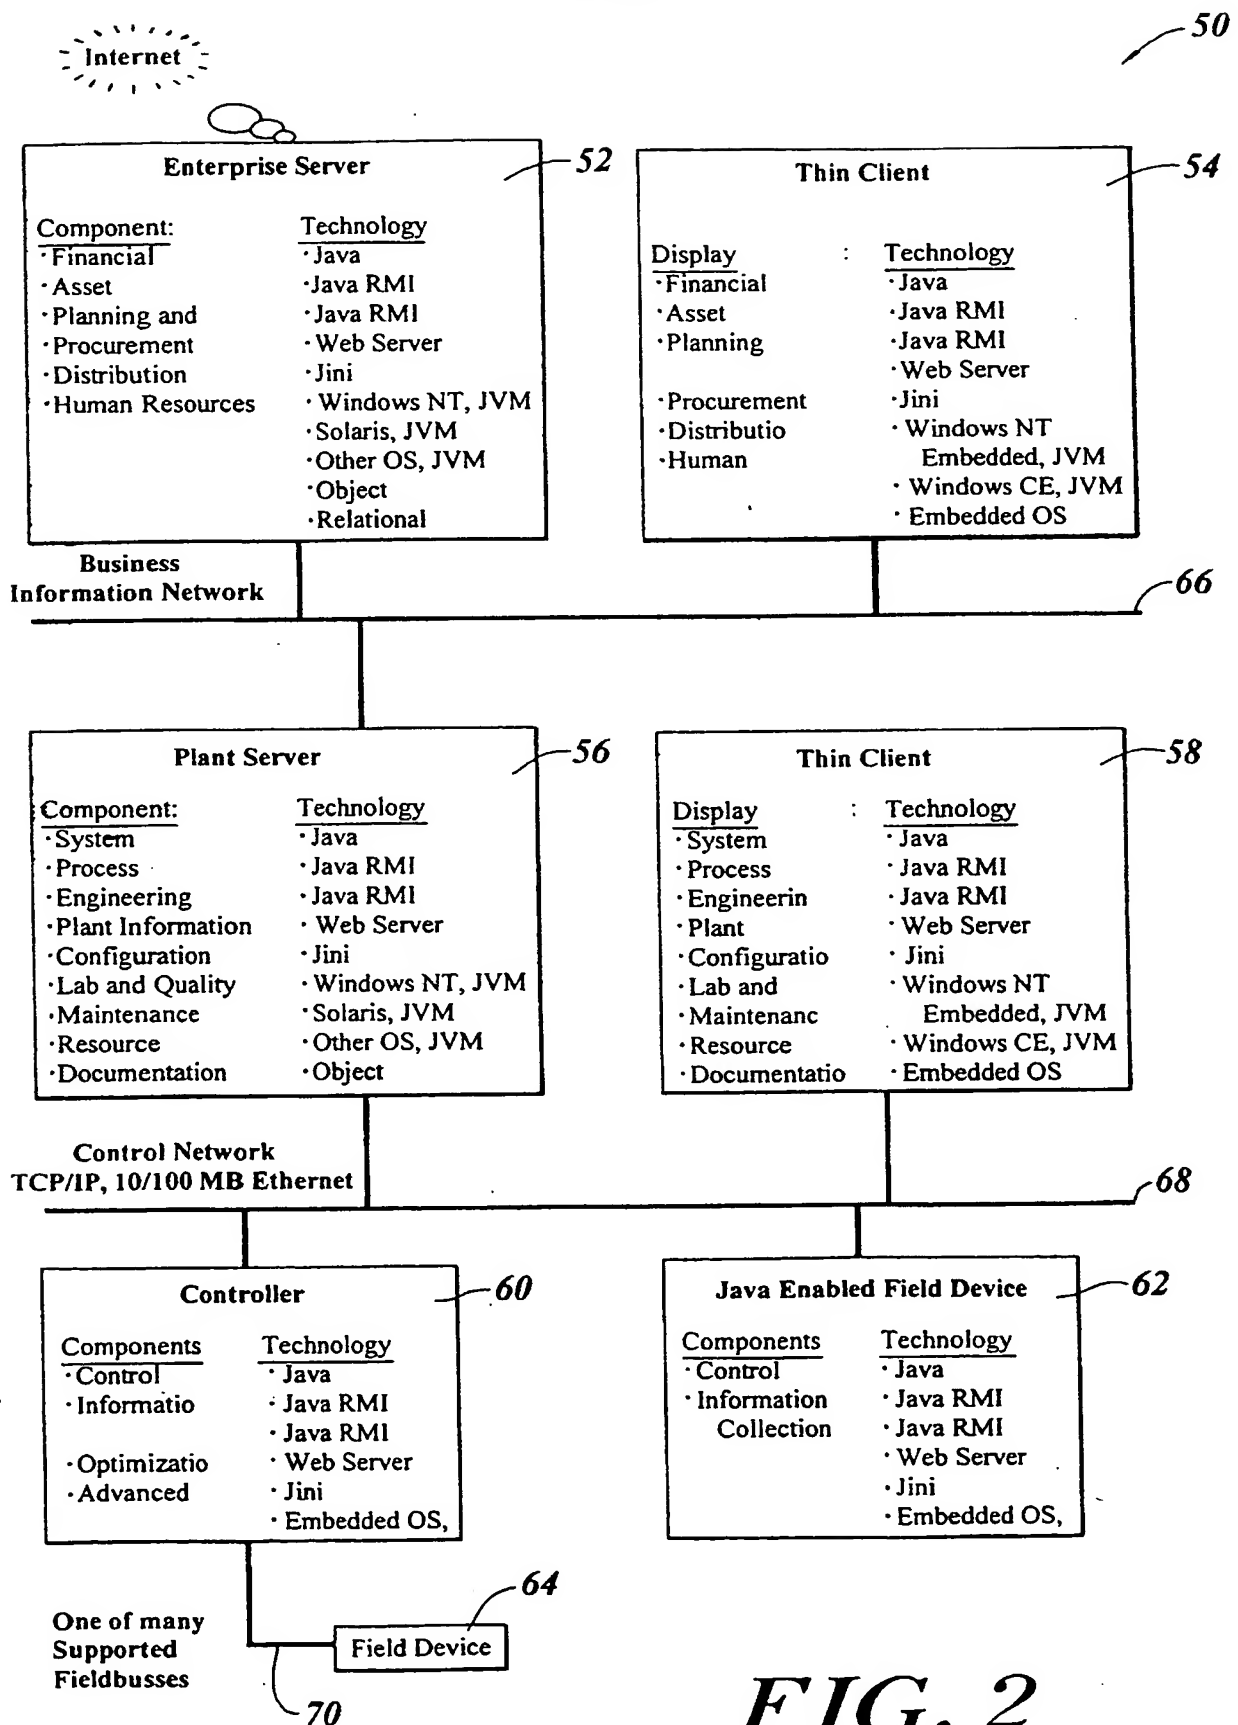 50
Internet
Enterprise Server
52
Component:
·Financial
·Asset
·Planning and
·Procurement
·Distribution
·Human Resources
Technology
·Java
·Java RMI
·Java RMI
·Web Server
·Jini
·Windows NT, JVM
·Solaris, JVM
·Other OS, JVM
·Object
·Relational
Thin Client
54
Display :
·Financial
·Asset
·Planning
·Procurement
·Distributio
·Human
Technology
·Java
·Java RMI
·Java RMI
·Web Server
·Jini
·Windows NT
Embedded, JVM
·Windows CE, JVM
·Embedded OS
Business
Information Network
66
Plant Server
56
Component:
·System
·Process
·Engineering
·Plant Information
·Configuration
·Lab and Quality
·Maintenance
·Resource
·Documentation
Technology
·Java
·Java RMI
·Java RMI
·Web Server
·Jini
·Windows NT, JVM
·Solaris, JVM
·Other OS, JVM
·Object
Thin Client
58
Display :
·System
·Process
·Engineerin
·Plant
·Configuratio
·Lab and
·Maintenanc
·Resource
·Documentatio
Technology
·Java
·Java RMI
·Java RMI
·Web Server
·Jini
·Windows NT
Embedded, JVM
·Windows CE, JVM
·Embedded OS
Control Network
TCP/IP, 10/100 MB Ethernet
68
Controller
60
Components
·Control
·Informatio
·Optimizatio
·Advanced
Technology
·Java
·Java RMI
·Java RMI
·Web Server
·Jini
·Embedded OS,
Java Enabled Field Device
62
Components
·Control
·Information
Collection
Technology
·Java
·Java RMI
·Java RMI
·Web Server
·Jini
·Embedded OS,
One of many
Supported
Fieldbusses
64
Field Device
70
FIG. 2